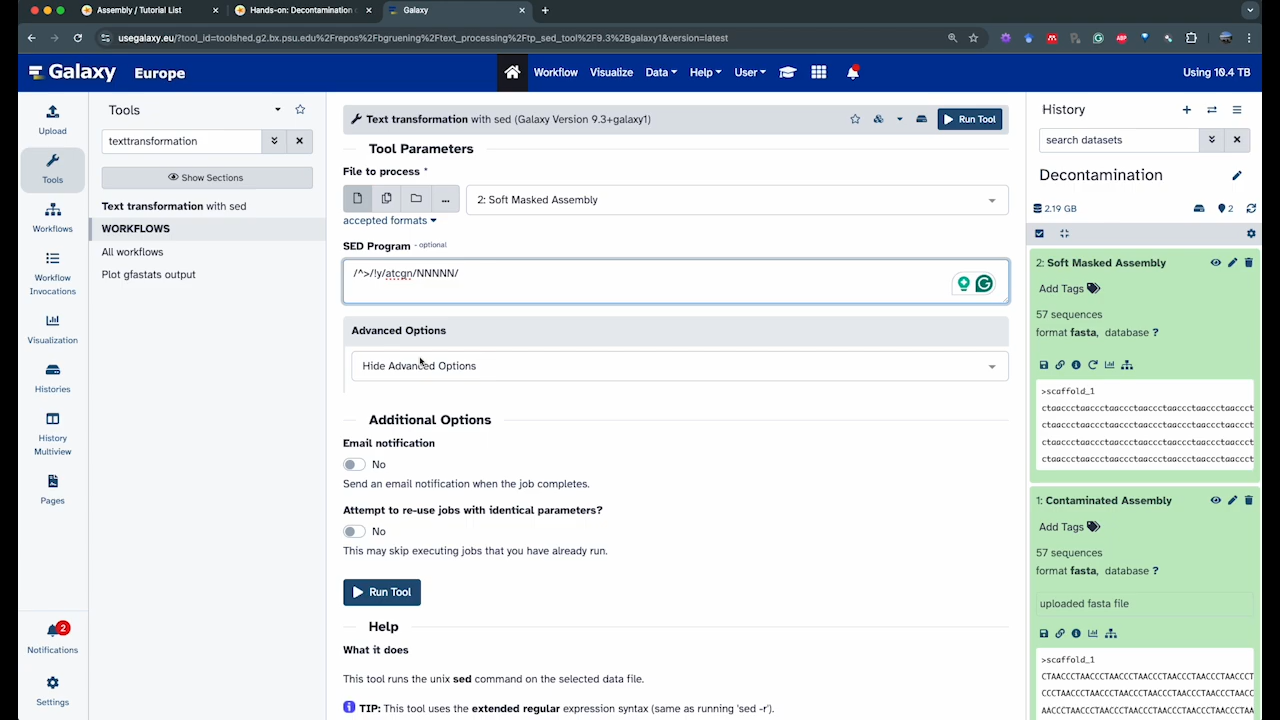 Assembly / Tutorial List
Hands-on: Decontamination
Galaxy
usegalaxy.eu/?tool_id=toolshed.g2.bx.psu.edu%2Frepos%2Fbgruening%2Ftext_processing%2Ftp_sed_tool%2F9.3%2Bgalaxy1&version=latest
Galaxy Europe
Workflow Visualize Data Help User
Using 10.4 TB
Upload
Tools
Workflows
Workflow
Invocations
Visualization
Histories
History
Multiview
Pages
2
Notifications
Settings
Tools
texttransformation
Show Sections
Text transformation with sed
WORKFLOWS
All workflows
Plot gfastats output
Text transformation with sed (Galaxy Version 9.3+galaxy1)
Run Tool
Tool Parameters
File to process *
2: Soft Masked Assembly
accepted formats
SED Program - optional
/^>/!y/atcgn/NNNNN/
Advanced Options
Hide Advanced Options
Additional Options
Email notification
No
Send an email notification when the job completes.
Attempt to re-use jobs with identical parameters?
No
This may skip executing jobs that you have already run.
Run Tool
Help
What it does
This tool runs the unix sed command on the selected data file.
TIP: This tool uses the extended regular expression syntax (same as running 'sed -r').
History
search datasets
Decontamination
2.19 GB
2
2: Soft Masked Assembly
Add Tags
57 sequences
format fasta, database ?
>scaffold_1
ctaaccctaaccctaaccctaaccctaaccctaaccctaaccct
ctaaccctaaccctaaccctaaccctaaccctaaccctaaccct
ctaaccctaaccctaaccctaaccctaaccctaaccctaaccct
ctaaccctaaccctaaccctaaccctaaccctaaccctaaccct
1: Contaminated Assembly
Add Tags
57 sequences
format fasta, database ?
uploaded fasta file
>scaffold_1